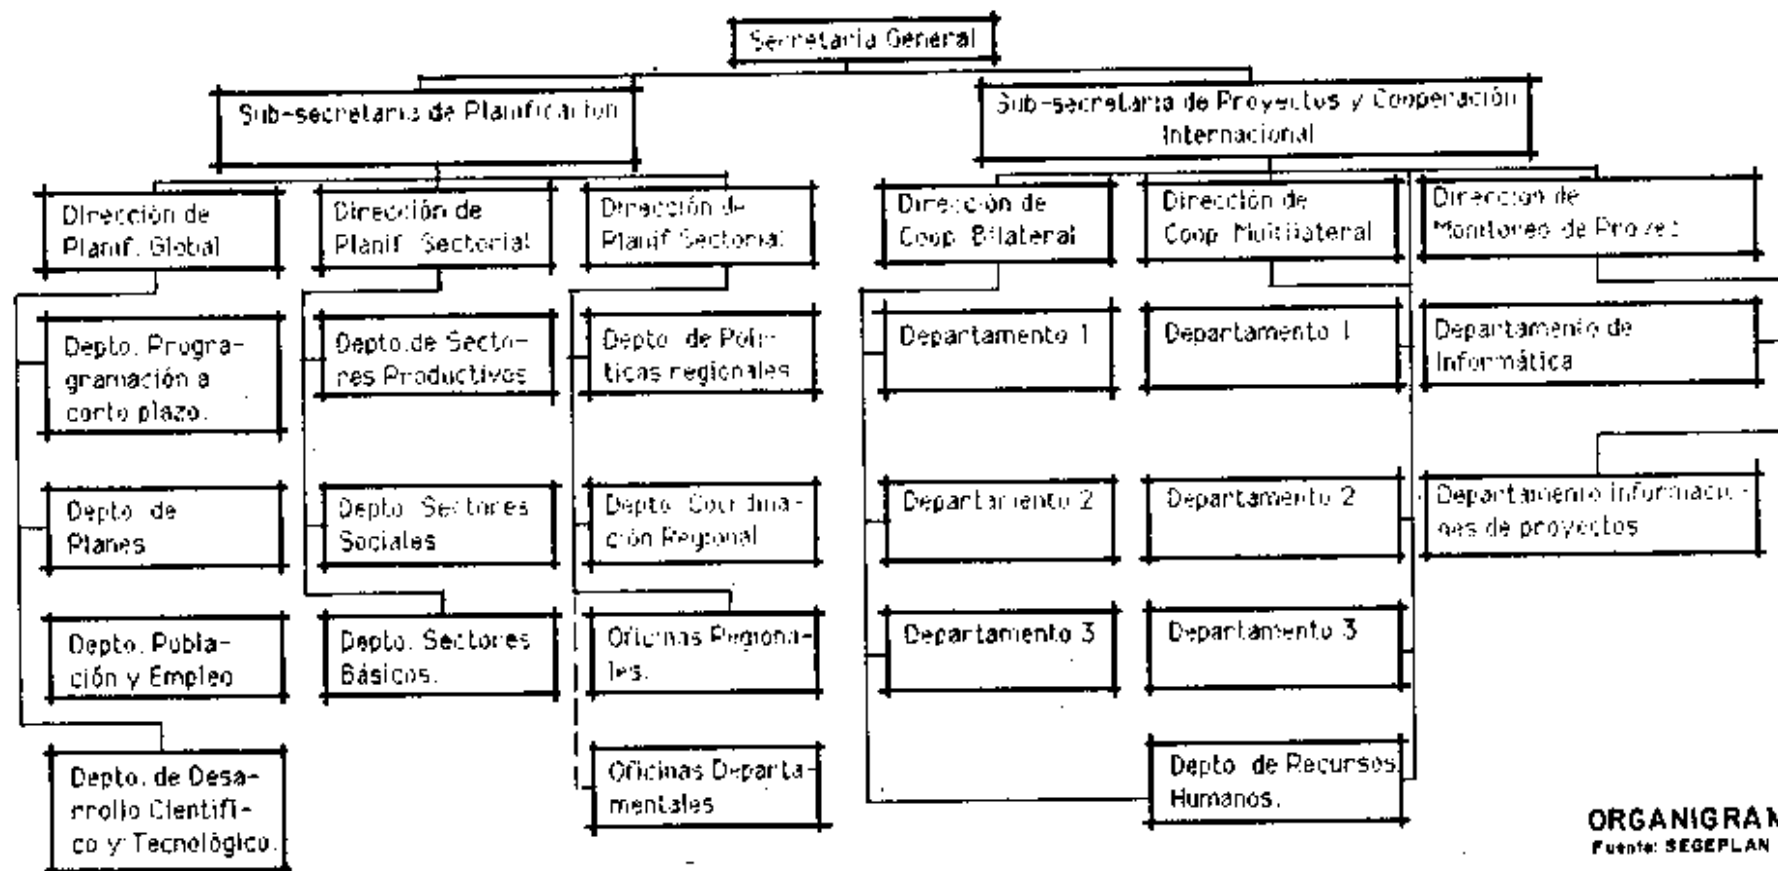 Secretaria General
Sub-secretaria de Planificacion
Sub-secretaria de Proyectos y Cooperación
Internacional
Dirección de
Planif. Global
Dirección de
Planif. Sectorial
Dirección de
Planif Sectorial
Dirección de
Coop. Bilateral
Dirección de
Coop. Multilateral
Dirección de
Monitoreo de Proyec
Depto. Progra-
gramación a
corto plazo.
Depto.de Secto-
res Productivos
Depto. de Polí-
ticas regionales
Departamento 1
Departamento 1
Departamento de
Informática
Depto. de
Planes
Depto. Sectores
Sociales
Depto. Coordina-
ción Regional
Departamento 2
Departamento 2
Departamento informacio-
nes de proyectos
Depto. Pobla-
ción y Empleo
Depto. Sectores
Básicos.
Oficinas Regiona-
les.
Departamento 3
Departamento 3
Depto. de Desa-
rrollo Científi-
co y Tecnológico.
Oficinas Departa-
mentales
Depto. de Recursos
Humanos.
ORGANIGRAM
Fuente: SEGEPLAN